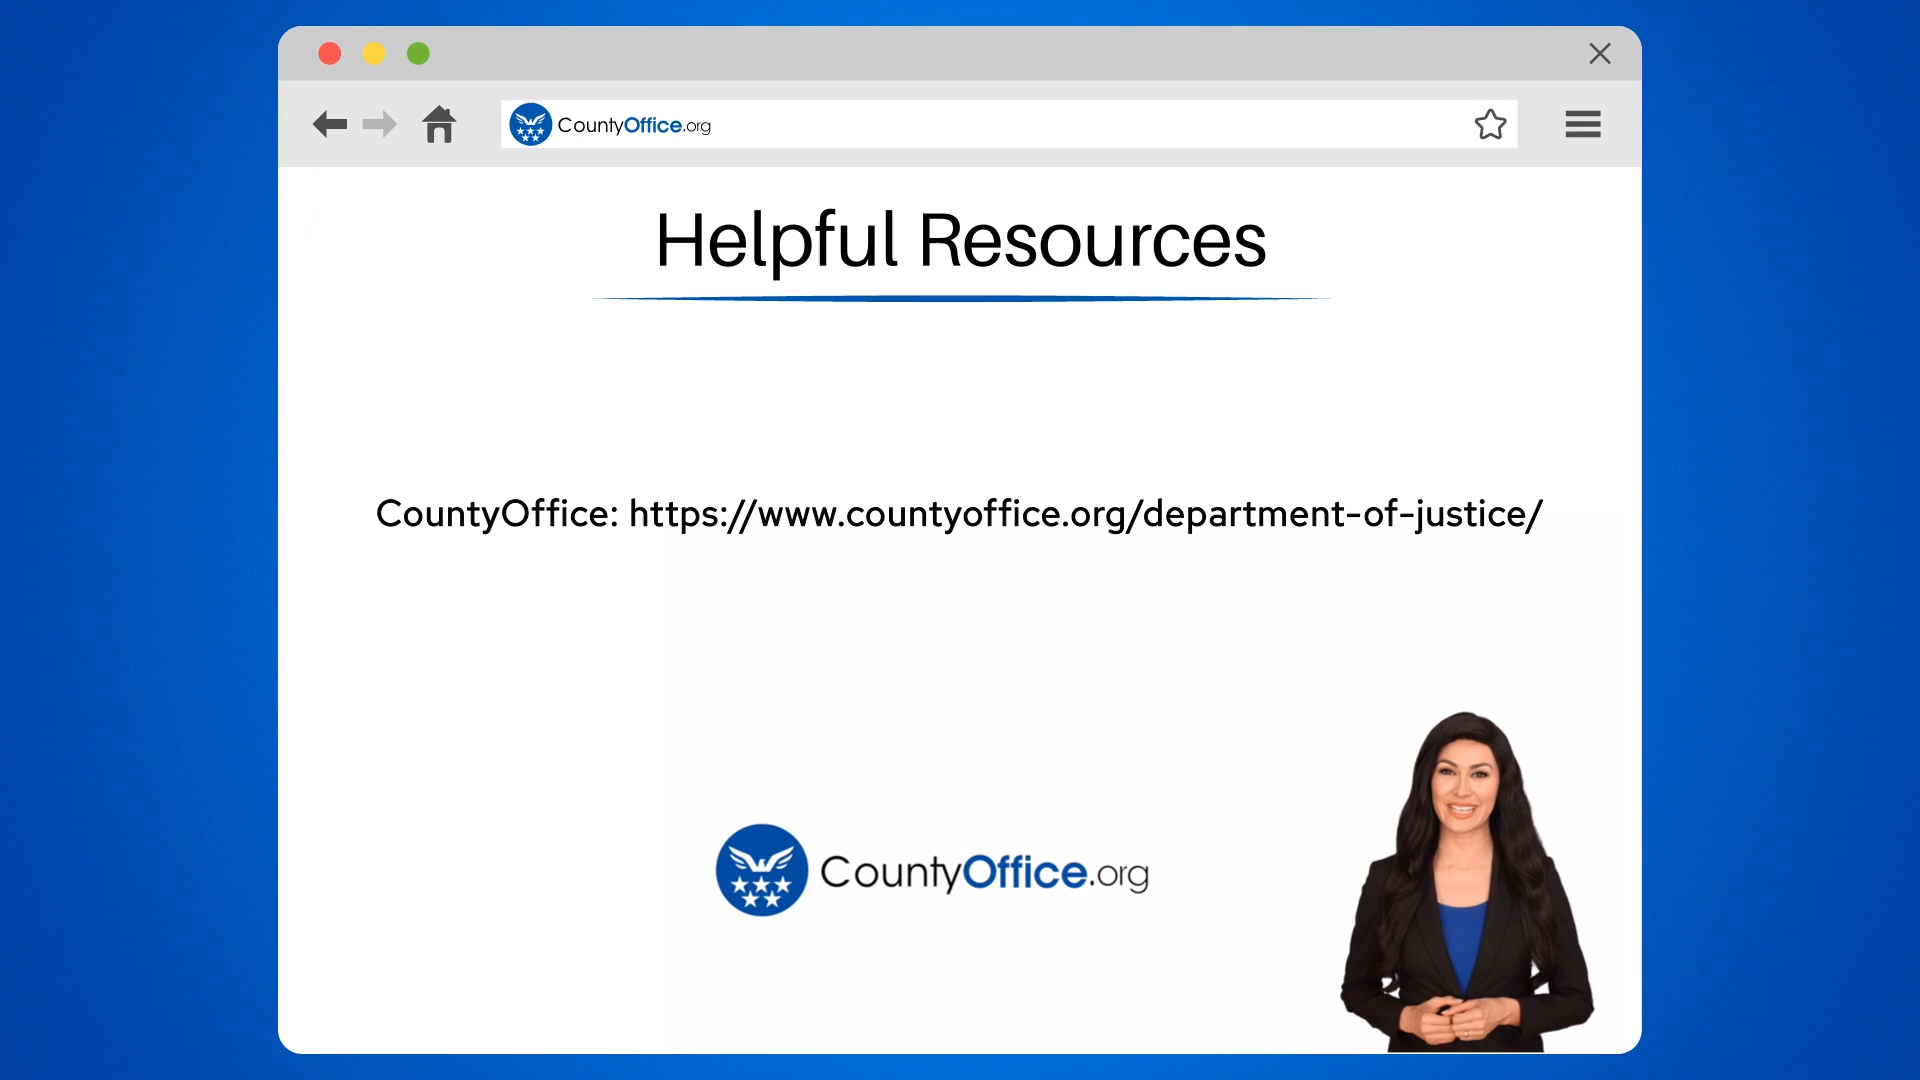 CountyOffice.org
Helpful Resources
CountyOffice: https://www.countyoffice.org/department-of-justice/
CountyOffice.org